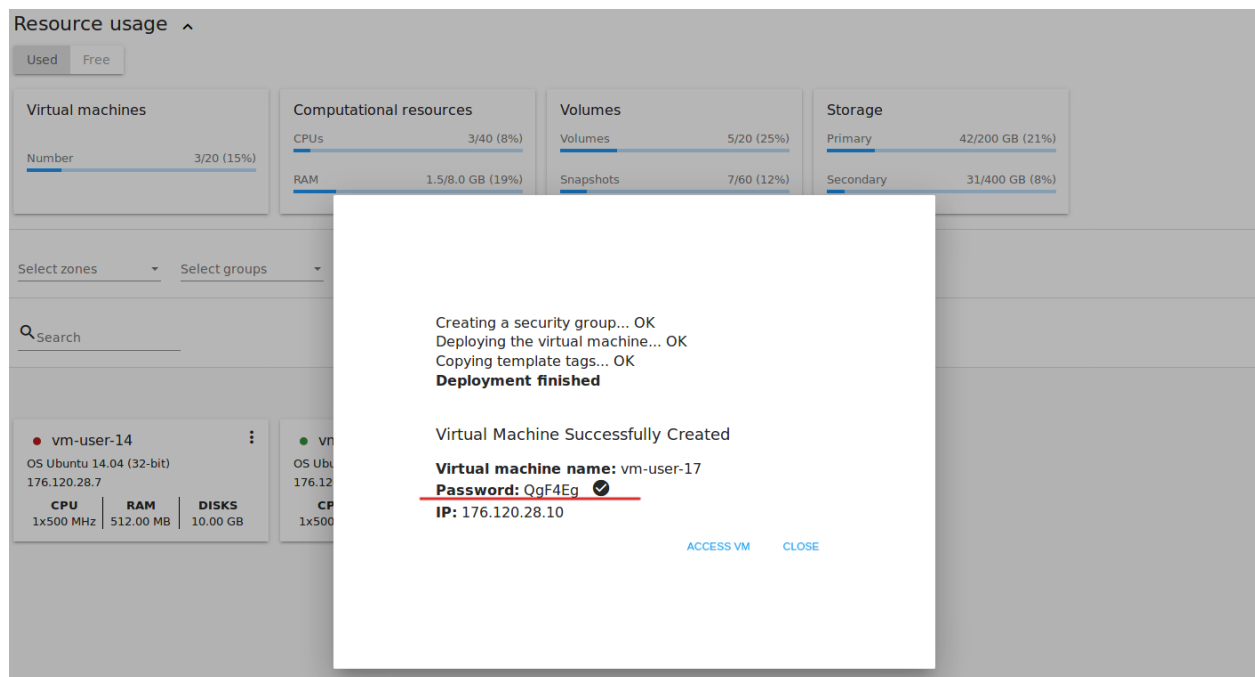 Resource usage
Used Free
Virtual machines
Number 3/20 (15%)
Computational resources
CPUs 3/40 (8%)
RAM 1.5/8.0 GB (19%)
Volumes
Volumes 5/20 (25%)
Snapshots 7/60 (12%)
Storage
Primary 42/200 GB (21%)
Secondary 31/400 GB (8%)
Select zones Select groups
Search
vm-user-14
OS Ubuntu 14.04 (32-bit)
176.120.28.7
CPU RAM DISKS
1x500 MHz 512.00 MB 10.00 GB
OS
176.12
1x500
Creating a security group... OK
Deploying the virtual machine... OK
Copying template tags... OK
Deployment finished
Virtual Machine Successfully Created
Virtual machine name: vm-user-17
Password: QgF4Eg
IP: 176.120.28.10
ACCESS VM CLOSE